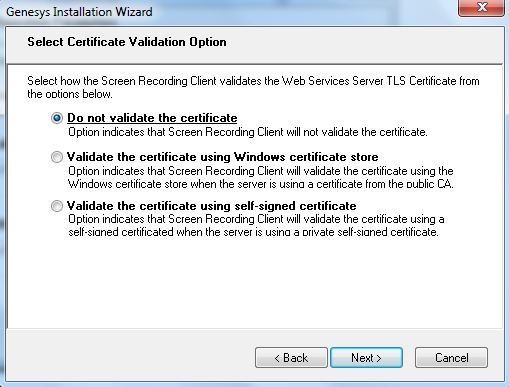 Genesys Installation Wizard
Select Certificate Validation Option
Select how the Screen Recording Client validates the Web Services Server TLS Certificate from
the options below.
Do not validate the certificate
Option indicates that Screen Recording Client will not validate the certificate.
Validate the certificate using Windows certificate store
Option indicates that Screen Recording Client will validate the certificate using the
Windows certificate store when the server is using a certificate from the public CA.
Validate the certificate using self-signed certificate
Option indicates that Screen Recording Client will validate the certificate using a
self-signed certificated when the server is using a private self-signed certificate.
< Back
Next >
Cancel